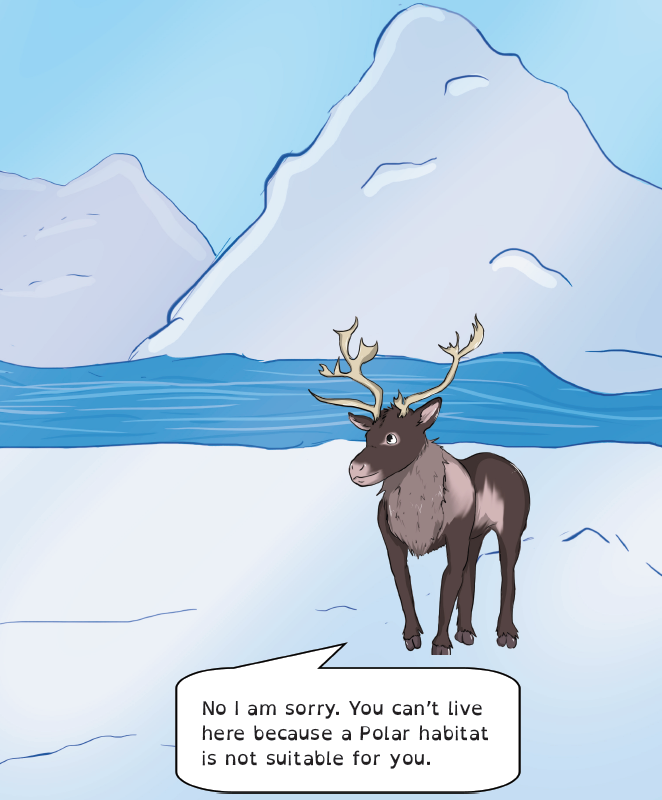 No I am sorry. You can't live
here because a Polar habitat
is not suitable for you.